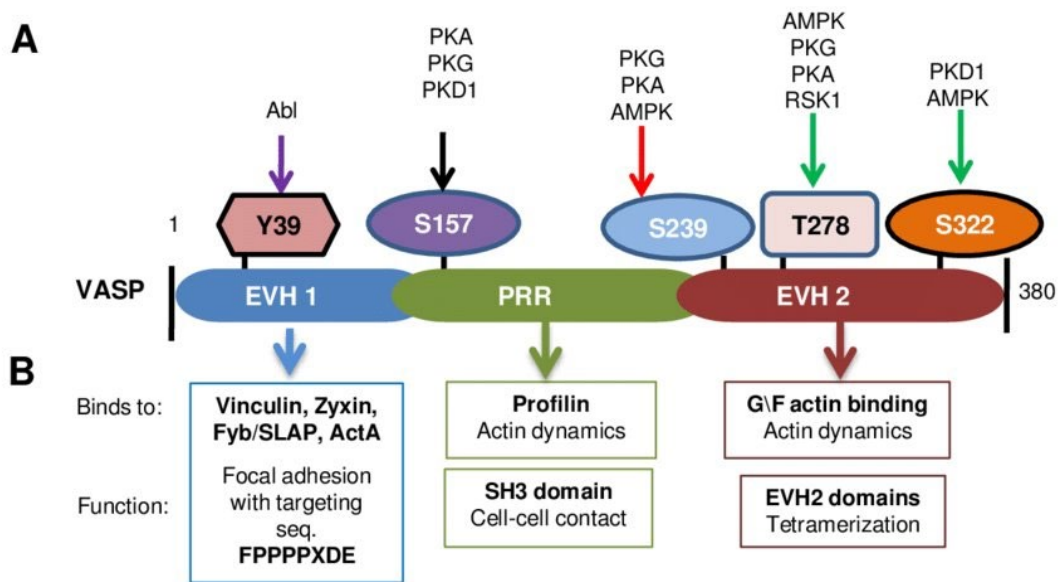 A
Abl
PKA
PKG
PKD1
PKG
PKA
AMPK
AMPK
PKG
PKA
RSK1
PKD1
AMPK
1
Y39
S157
S239
T278
S322
VASP
EVH 1
PRR
EVH 2
380
B
Binds to:
Vinculin, Zyxin,
Fyb/SLAP, ActA
Profilin
Actin dynamics
G\F actin binding
Actin dynamics
Function:
Focal adhesion
with targeting
seq.
FPPPPXDE
SH3 domain
Cell-cell contact
EVH2 domains
Tetramerization